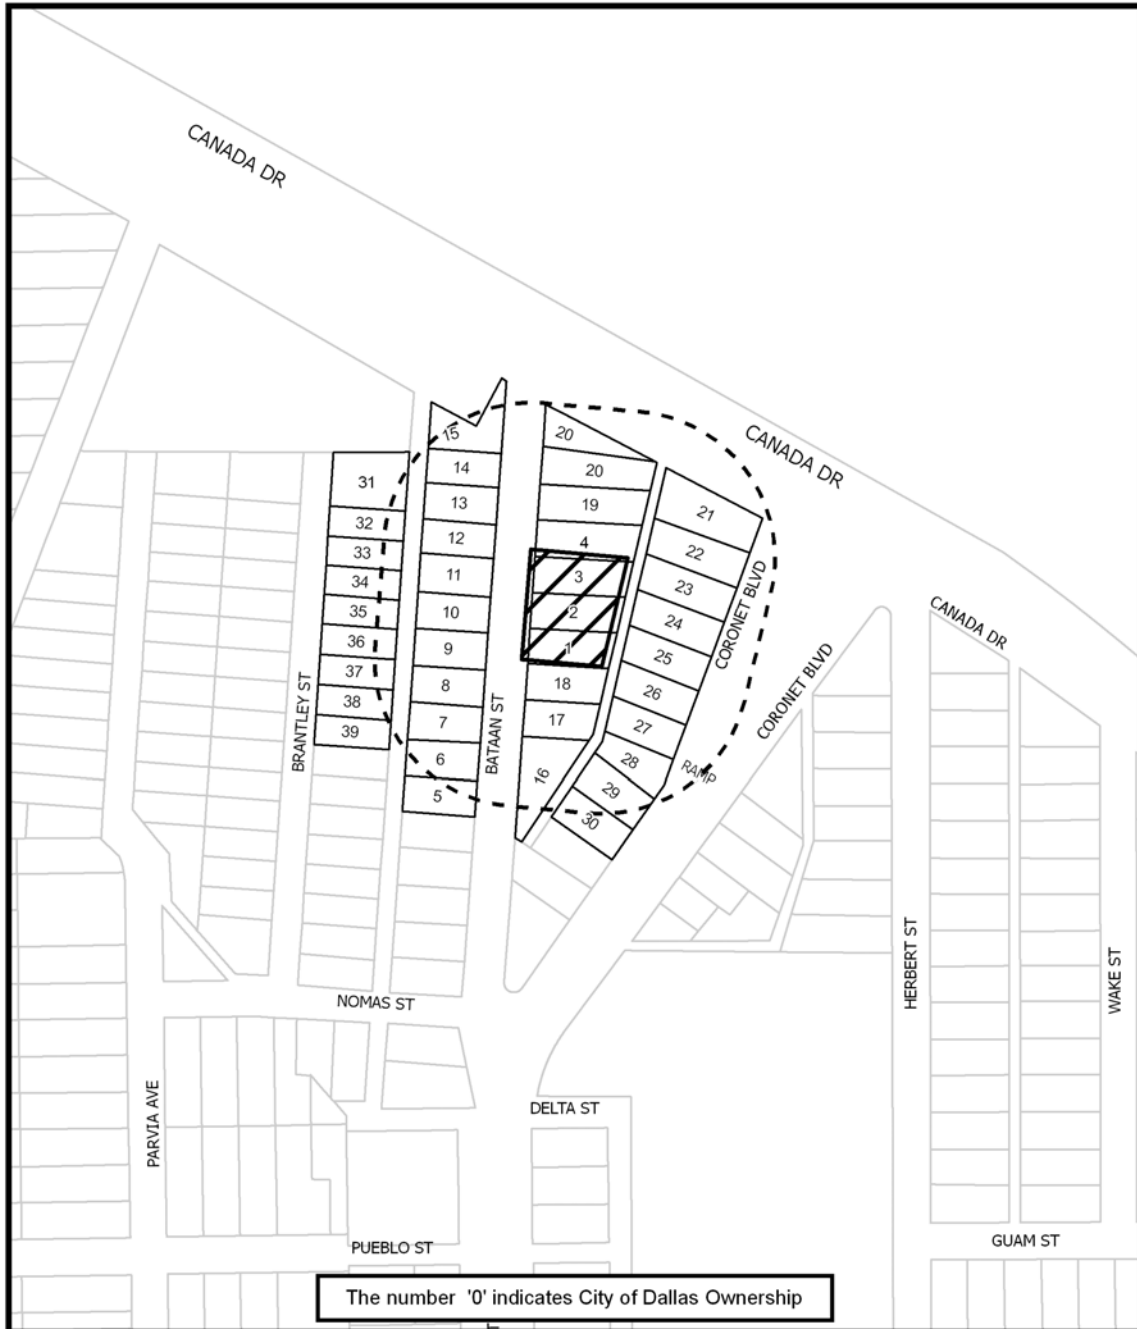 CANADA DR
CANADA DR
CANADA DR
15
20
14
20
31
13
19
21
32
12
4
22
33
11
3
23
34
10
2
24
35
9
1
25
36
8
18
26
37
7
17
27
38
6
16
28
39
5
29
30
BRANTLEY ST
BATAAN ST
CORONET BLVD
CORONET BLVD
RAMP
HERBERT ST
WAKE ST
NOMAS ST
PARVIA AVE
DELTA ST
PUEBLO ST
GUAM ST
The number '0' indicates City of Dallas Ownership